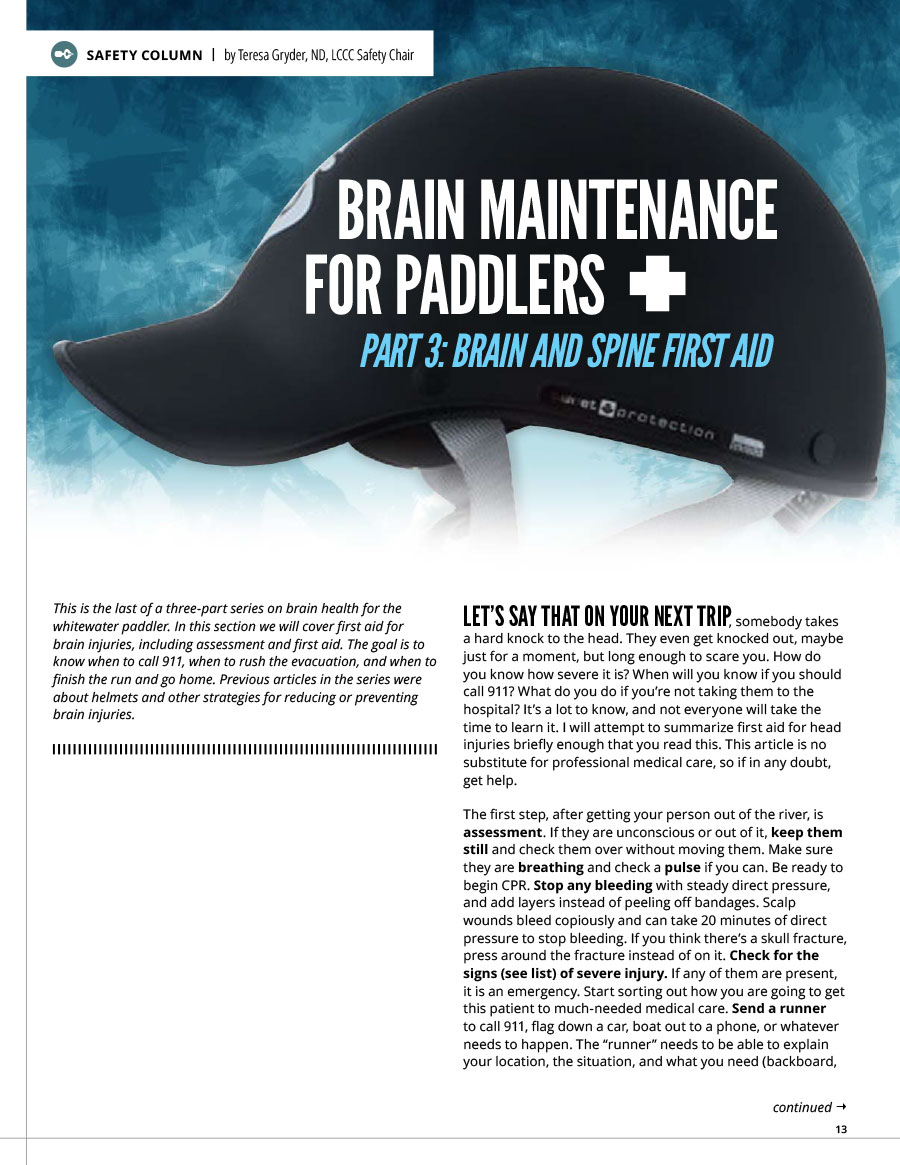 SAFETY COLUMN | by Teresa Gryder, ND, LCCC Safety Chair
BRAIN MAINTENANCE
FOR PADDLERS
PART 3: BRAIN AND SPINE FIRST AID
protection
This is the last of a three-part series on brain health for the
whitewater paddler. In this section we will cover first aid for
brain injuries, including assessment and first aid. The goal is to
know when to call 911, when to rush the evacuation, and when to
finish the run and go home. Previous articles in the series were
about helmets and other strategies for reducing or preventing
brain injuries.
LET'S SAY THAT ON YOUR NEXT TRIP, somebody takes
a hard knock to the head. They even get knocked out, maybe
just for a moment, but long enough to scare you. How do
you know how severe it is? When will you know if you should
call 911? What do you do if you're not taking them to the
hospital? It's a lot to know, and not everyone will take the
time to learn it. I will attempt to summarize first aid for head
injuries briefly enough that you read this. This article is no
substitute for professional medical care, so if in any doubt,
get help.
The first step, after getting your person out of the river, is
assessment. If they are unconscious or out of it, keep them
still and check them over without moving them. Make sure
they are breathing and check a pulse if you can. Be ready to
begin CPR. Stop any bleeding with steady direct pressure,
and add layers instead of peeling off bandages. Scalp
wounds bleed copiously and can take 20 minutes of direct
pressure to stop bleeding. If you think there's a skull fracture,
press around the fracture instead of on it. Check for the
signs (see list) of severe injury. If any of them are present,
it is an emergency. Start sorting out how you are going to get
this patient to much-needed medical care. Send a runner
to call 911, flag down a car, boat out to a phone, or whatever
needs to happen. The “runner” needs to be able to explain
your location, the situation, and what you need (backboard,
continued →
13